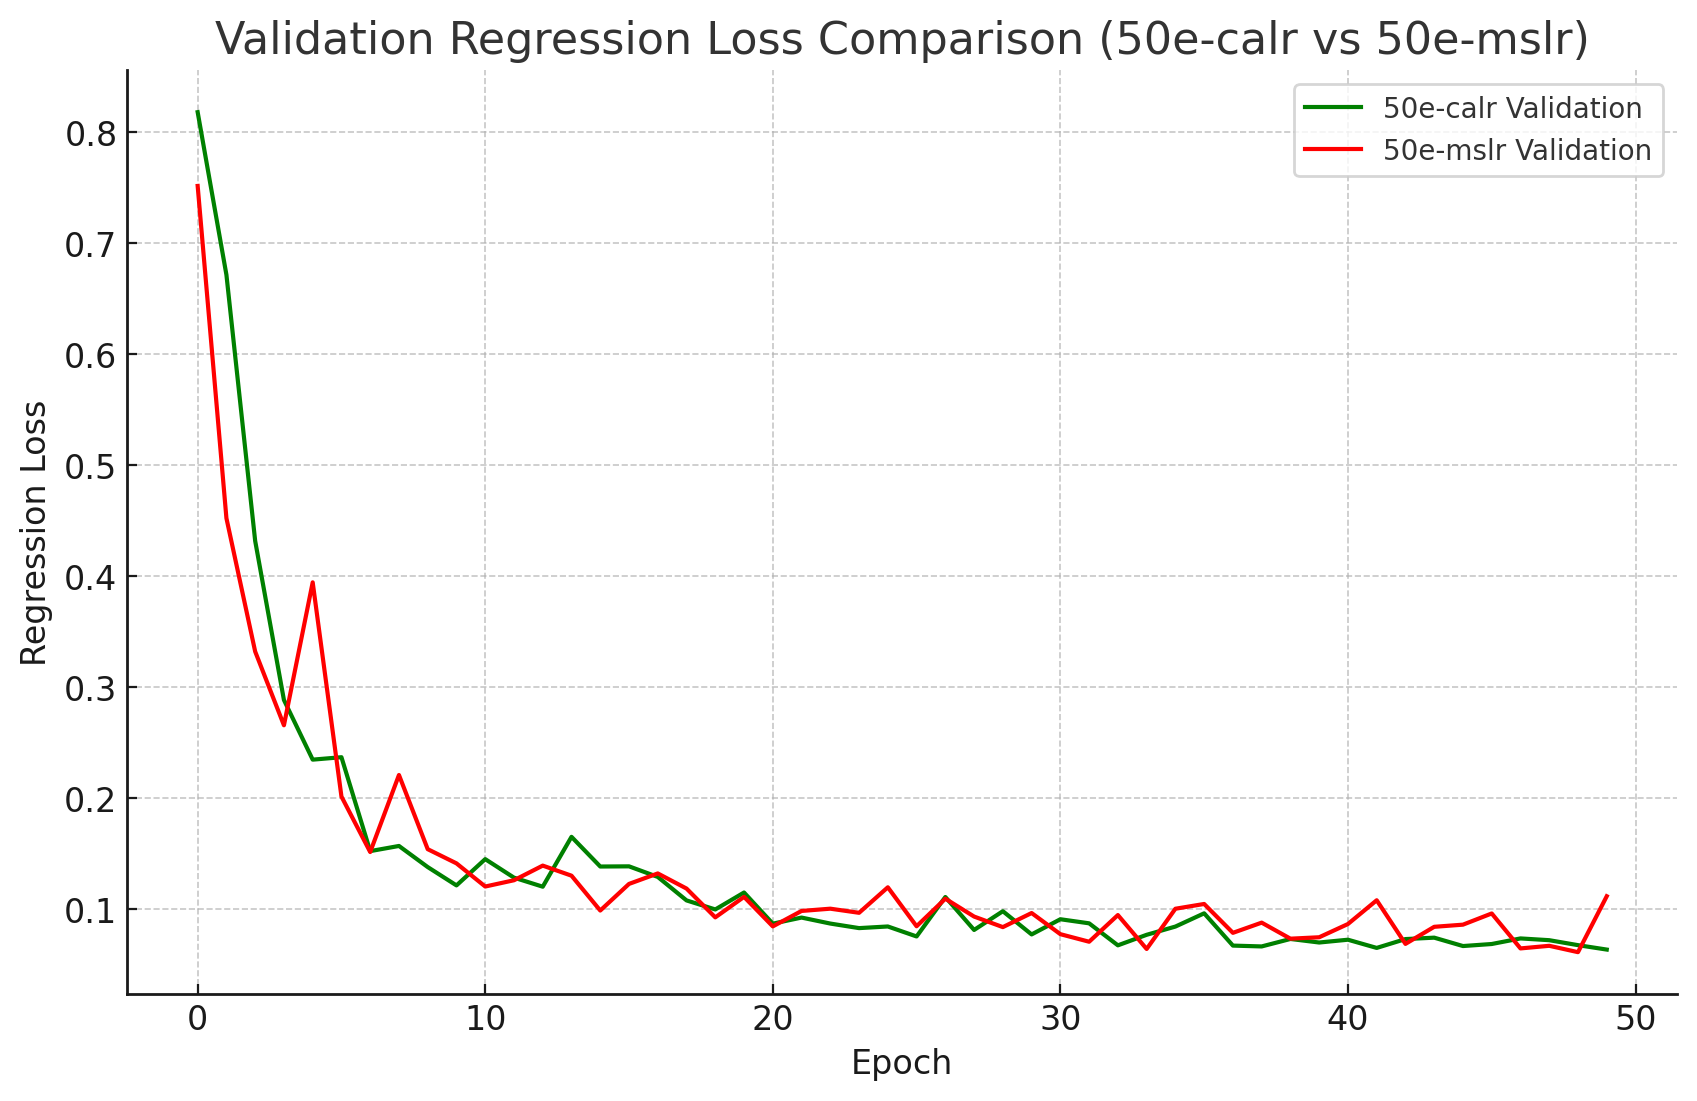 Validation Regression Loss Comparison (50e-calr vs 50e-mslr)
50e-calr Validation
50e-mslr Validation
Regression Loss
0.8
0.7
0.6
0.5
0.4
0.3
0.2
0.1
0 10 20 30 40 50
Epoch